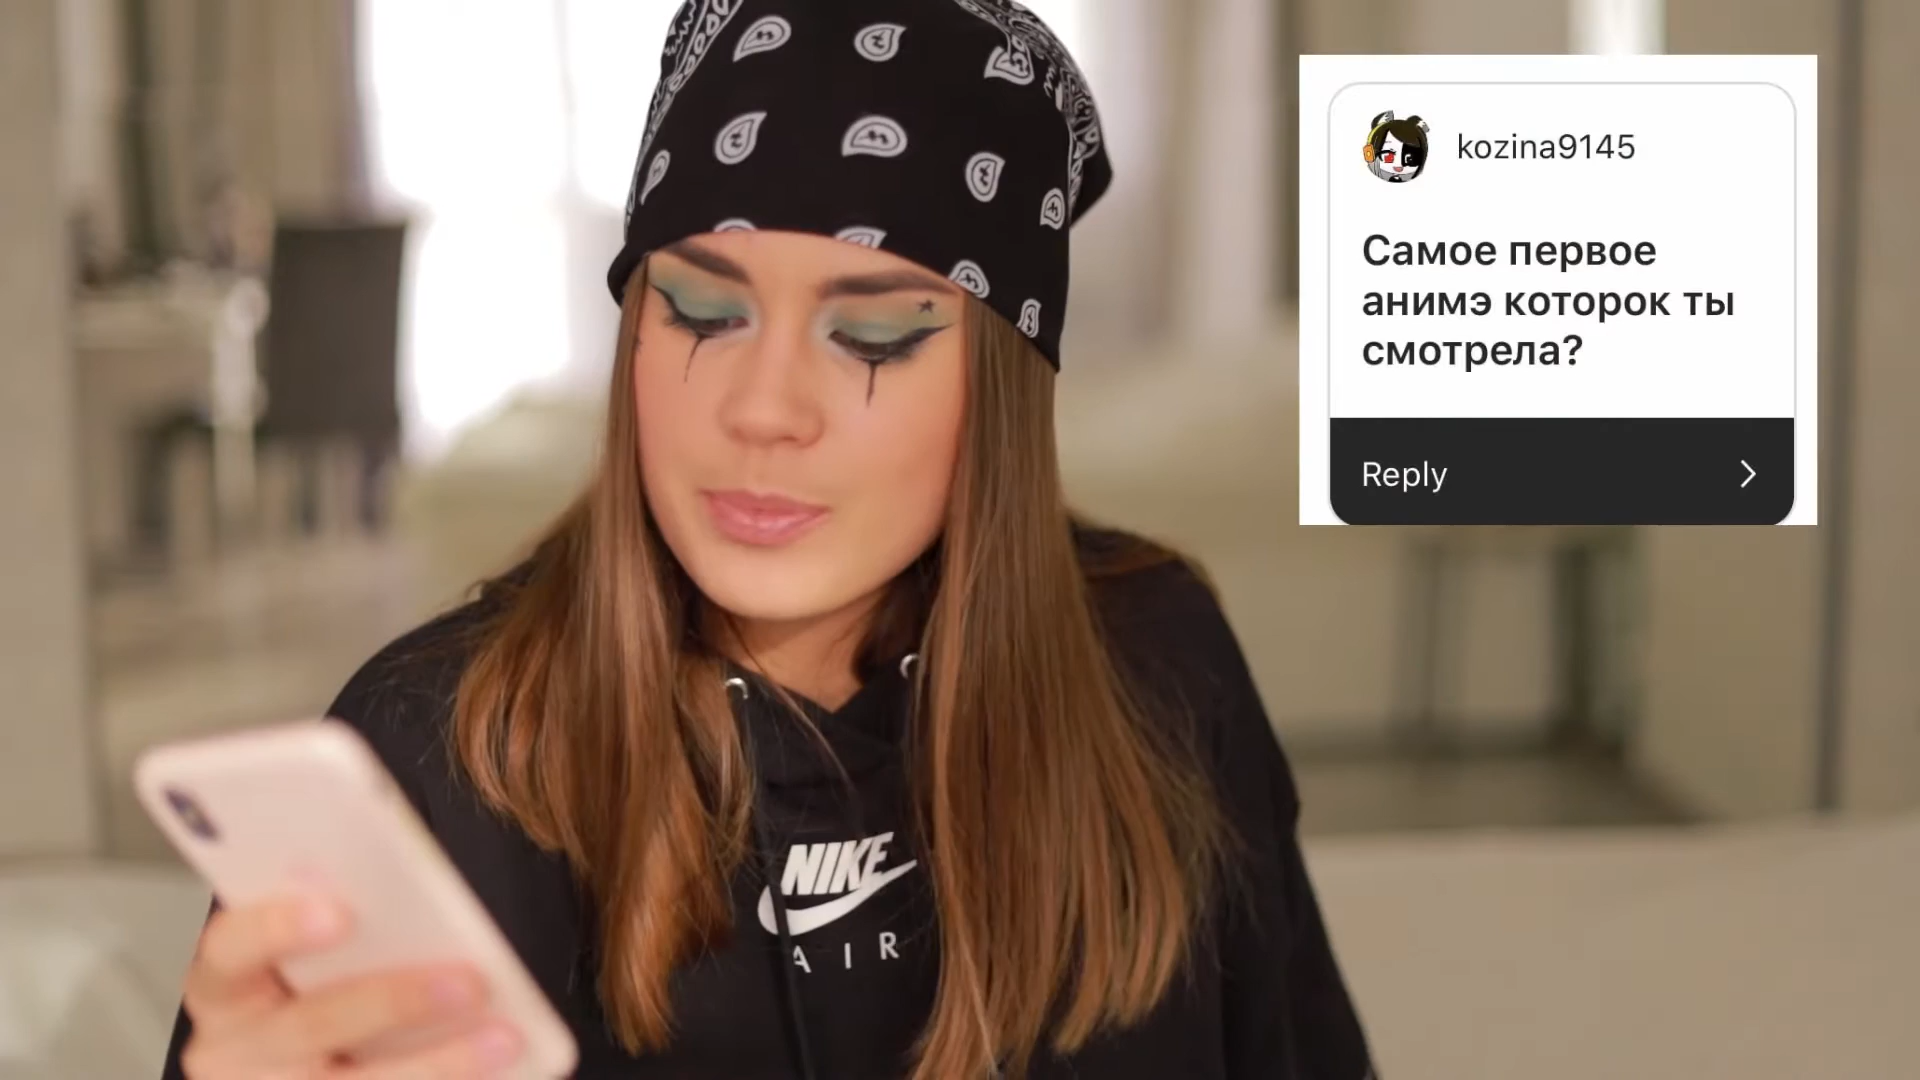 kozina9145
Самое первое
анимэ которок ты
смотрела?
Reply
NIKE
AIR